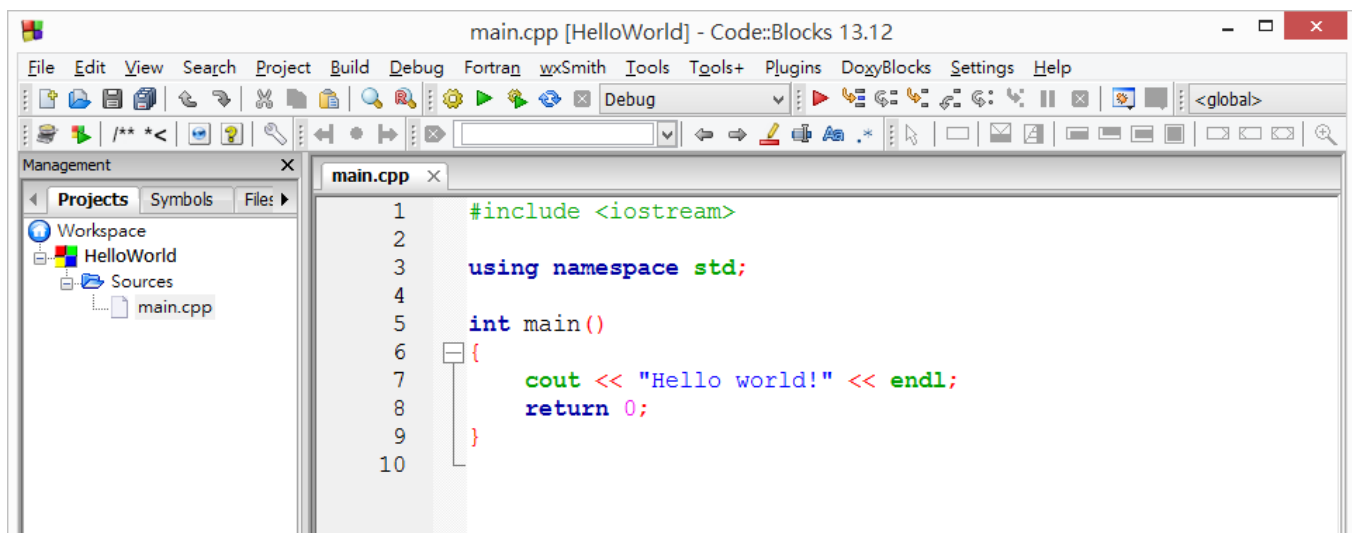 main.cpp [HelloWorld] - Code::Blocks 13.12
File Edit View Search Project Build Debug Fortran wxSmith Tools Tools+ Plugins DoxyBlocks Settings Help
Debug <global>
/** *<
Management
main.cpp
Projects Symbols Files
Workspace
HelloWorld
Sources
main.cpp
1 #include <iostream>
2
3 using namespace std;
4
5 int main()
6 {
7 cout << "Hello world!" << endl;
8 return 0;
9 }
10